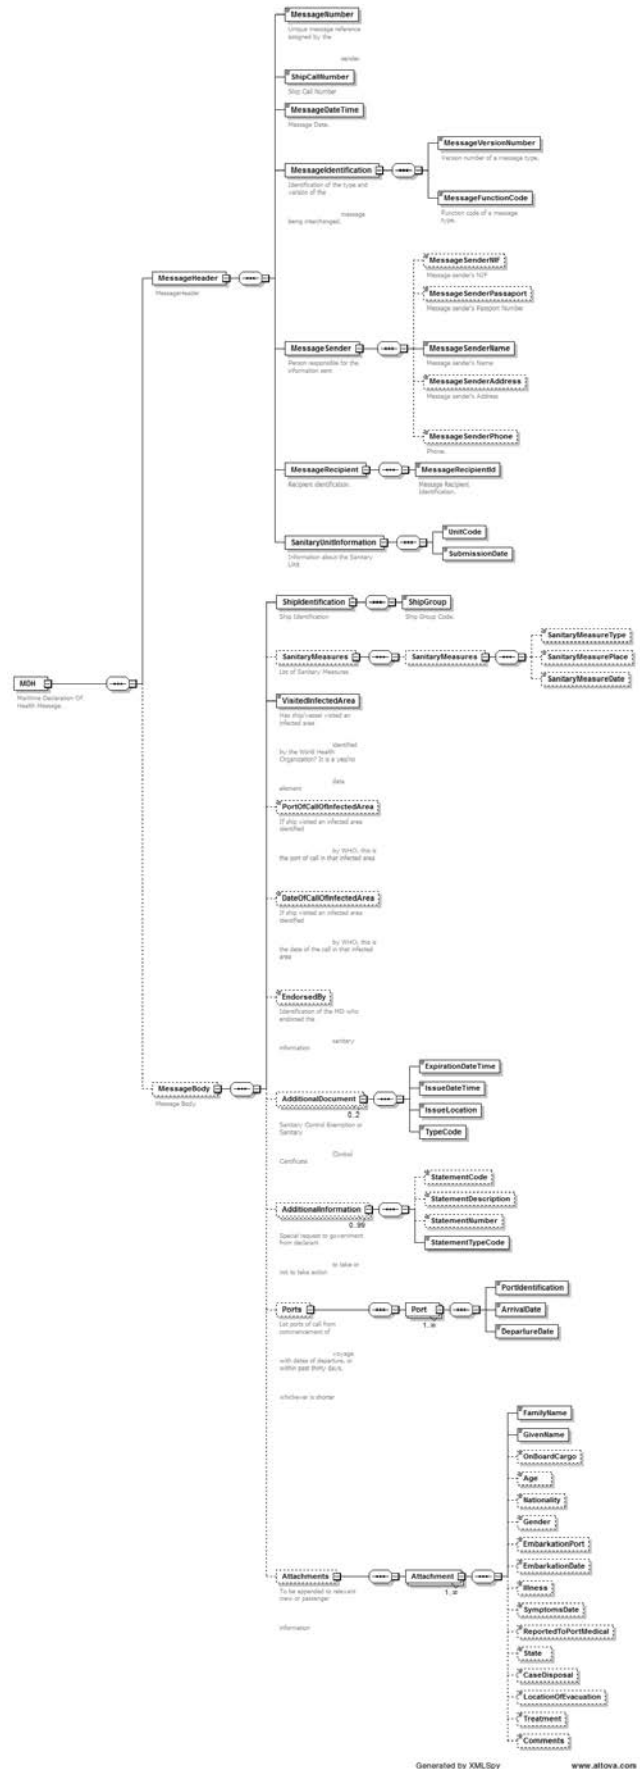 MessageNumber
Unique message reference
assigned by the
sender.
ShipCallNumber
Ship Call Number
MessageDateTime
Message Date.
MessageVersionNumber
Version number of a message type.
MessageIdentification
Identification of the type and
version of the
message
being interchanged.
MessageFunctionCode
Function code of a message
type.
MessageHeader
MessageHeader
MessageSenderNIF
Message sender's NIF
MessageSenderPassaport
Message sender's Passport Number
MessageSender
Person responsible for the
information sent
MessageSenderName
Message sender's Name
MessageSenderAddress
Message sender's Address
MessageSenderPhone
Phone.
MessageRecipient
Recipient identification.
MessageRecipientId
Message Recipient
Identification.
SanitaryUnitInformation
Information about the Sanitary
Unit
UnitCode
SubmissionDate
MDH
Maritime Declaration Of
Health Message.
ShipIdentification
Ship Identification
ShipGroup
Ship Group Code.
SanitaryMeasures
List of Sanitary Measures
SanitaryMeasures
SanitaryMeasureType
SanitaryMeasurePlace
SanitaryMeasureDate
VisitedInfectedArea
Has ship/vessel visited an
infected area
identified
by the World Health
Organization? It is a yes/no
data
element
PortOfCallOfInfectedArea
If ship visited an infected area
identified
by WHO, this is
the port of call in that infected area
DateOfCallOfInfectedArea
If ship visited an infected area
identified
by WHO, this is
the date of the call in that infected
area
EndorsedBy
Identification of the MD who
endorsed the
sanitary
information
MessageBody
Message Body
AdditionalDocument
0..2
Sanitary Control Exemption or
Sanitary
Control
Certificate
ExpirationDateTime
IssueDateTime
IssueLocation
TypeCode
AdditionalInformation
0..99
Special request to government
from declarant
to take or
not to take action
StatementCode
StatementDescription
StatementNumber
StatementTypeCode
Ports
List ports of call from
commencement of
voyage
with dates of departure, or
within past thirty days,
whichever is shorter
Port
1..∞
PortIdentification
ArrivalDate
DepartureDate
Attachments
To be appended to relevant
crew or passenger
information
Attachment
1..∞
FamilyName
GivenName
OnBoardCargo
Age
Nationality
Gender
EmbarkationPort
EmbarkationDate
Illness
SymptomsDate
ReportedToPortMedical
State
CaseDisposal
LocationOfEvacuation
Treatment
Comments
Generated by XMLSpy
www.altova.com